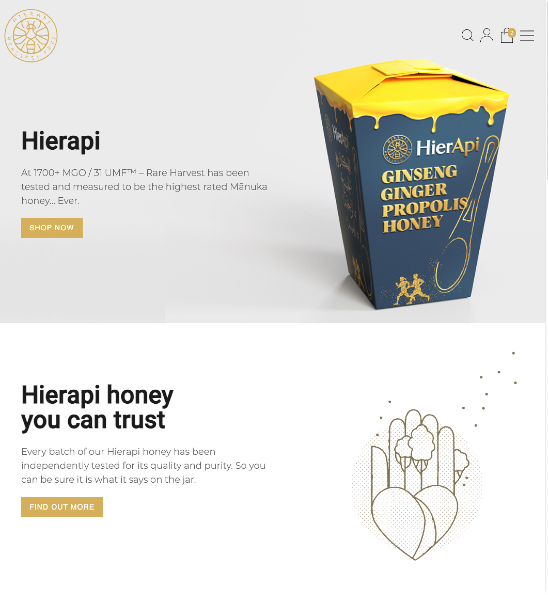 HIERAPI
2
HierApi
GINSENG
GINGER
PROPOLIS
HONEY
Hierapi
At 1700+ MGO / 31 UMF™ – Rare Harvest has been
tested and measured to be the highest rated Mānuka
honey... Ever.
SHOP NOW
Hierapi honey
you can trust
Every batch of our Hierapi honey has been
independently tested for its quality and purity. So you
can be sure it is what it says on the jar.
FIND OUT MORE